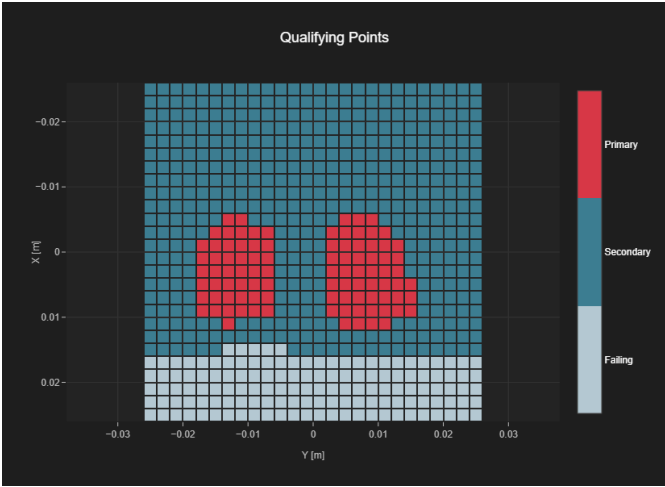 Qualifying Points
−0.02
−0.01
0
0.01
0.02
X [m]
−0.03
−0.02
−0.01
0
0.01
0.02
0.03
Y [m]
Primary
Secondary
Failing